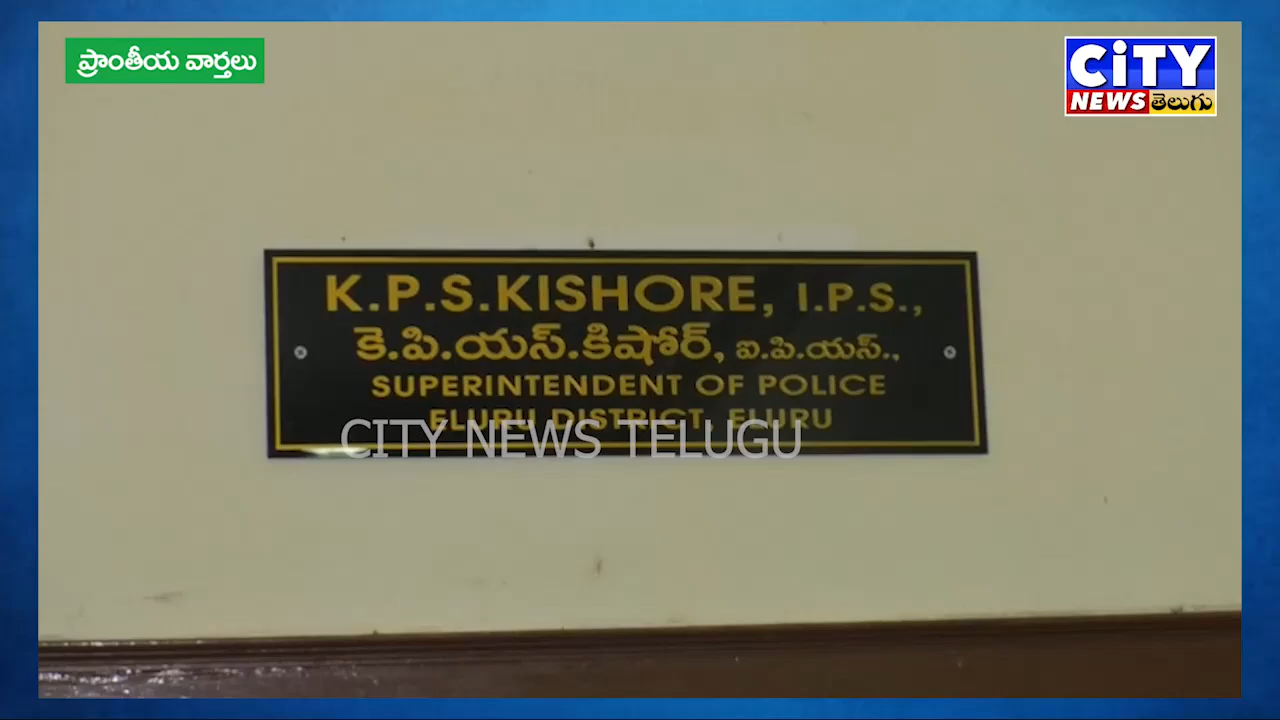 ప్రాంతీయ వార్తలు
CiTY
NEWS తెలుగు
K.P.S.KISHORE, I.P.S.,
కె.పి.యస్.కిషోర్, ఐ.పి.యస్.,
SUPERINTENDENT OF POLICE
ELURU DISTRICT, ELURU
CITY NEWS TELUGU